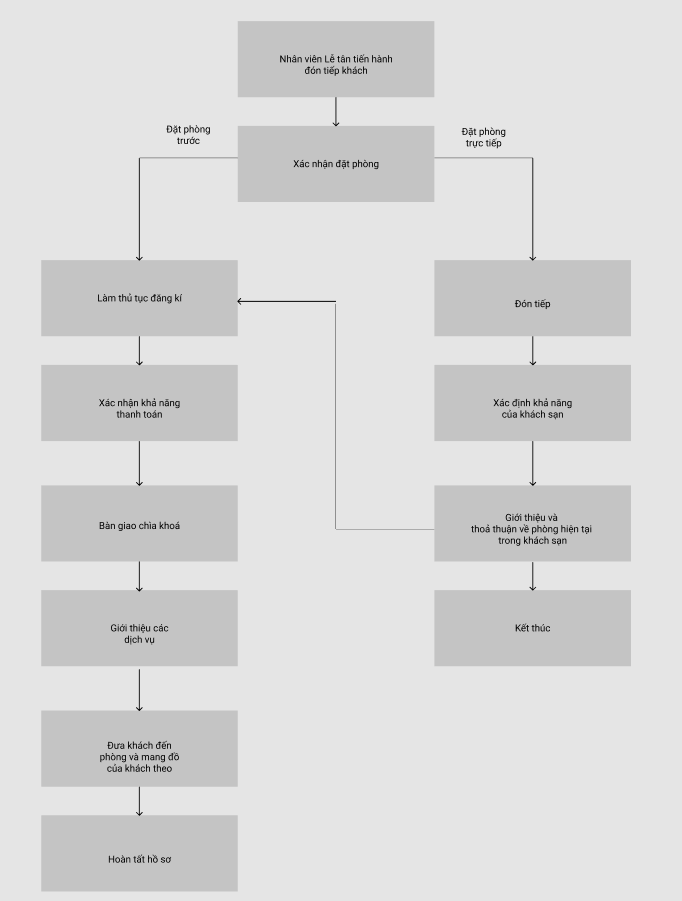 Nhân viên Lễ tân tiến hành
đón tiếp khách
Đặt phòng
trước
Xác nhận đặt phòng
Đặt phòng
trực tiếp
Làm thủ tục đăng kí
Đón tiếp
Xác nhận khả năng
thanh toán
Xác định khả năng
của khách sạn
Bàn giao chìa khoá
Giới thiệu và
thoả thuận về phòng hiện tại
trong khách sạn
Giới thiệu các
dịch vụ
Kết thúc
Đưa khách đến
phòng và mang đồ
của khách theo
Hoàn tất hồ sơ